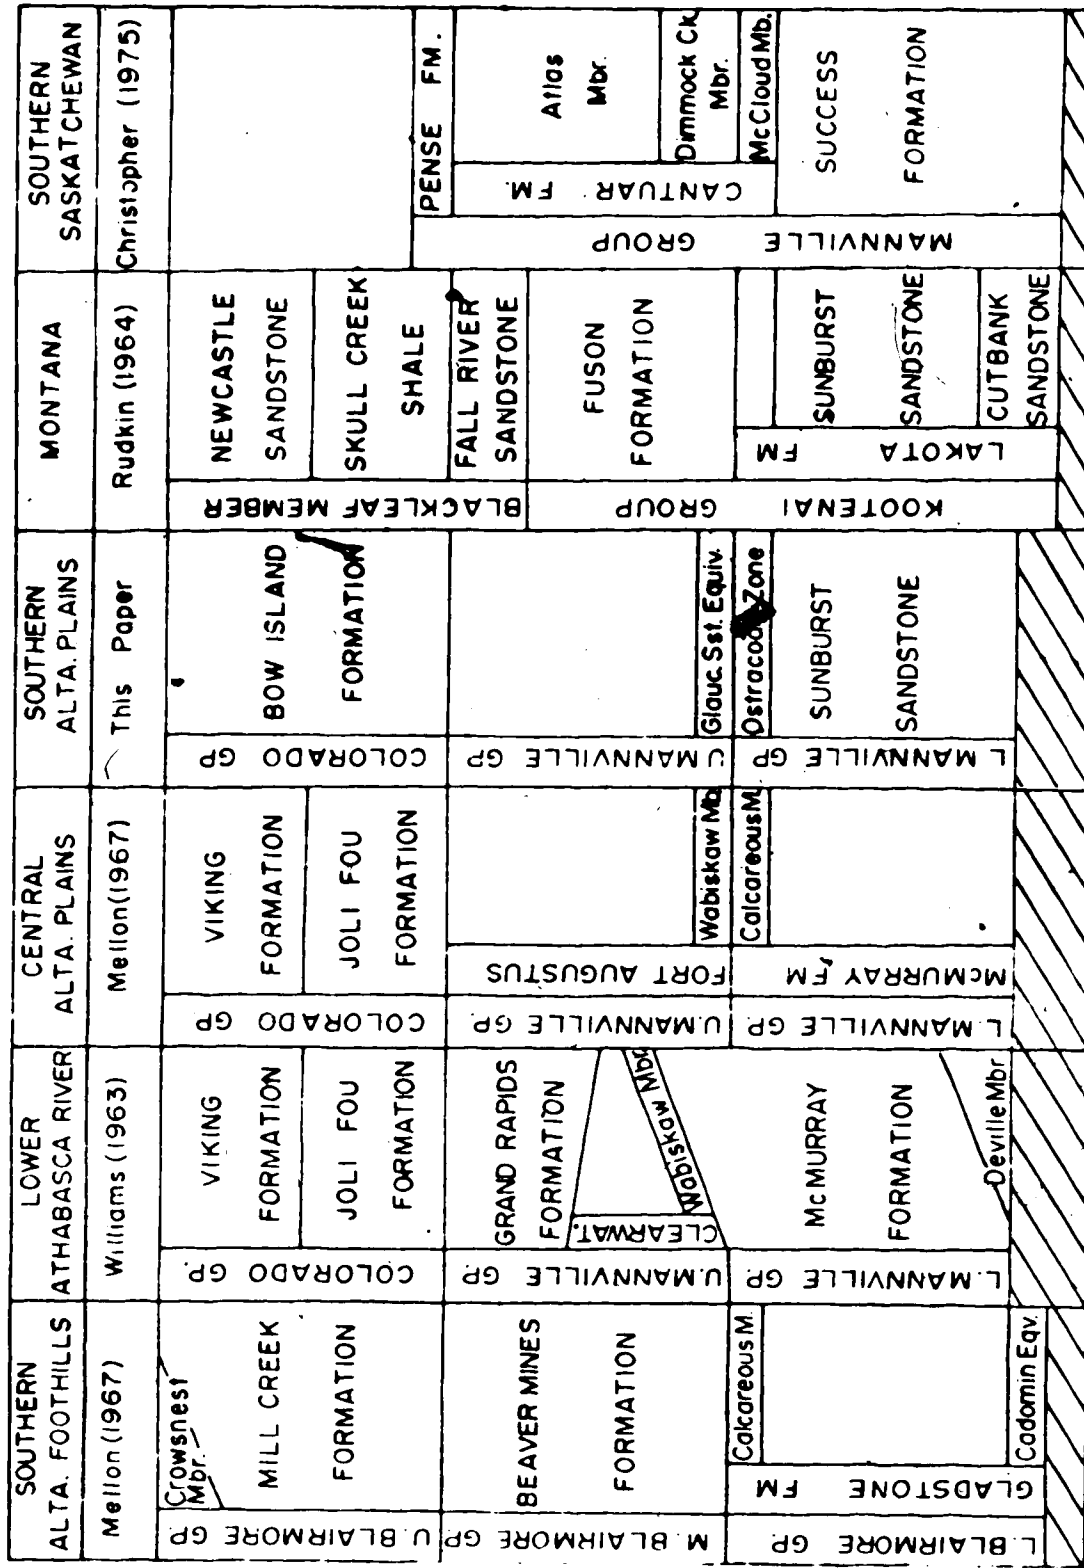 SOUTHERN
ALTA. FOOTHILLS
LOWER
ATHABASCA RIVER
CENTRAL
ALTA. PLAINS
SOUTHERN
ALTA. PLAINS
MONTANA
SOUTHERN
SASKATCHEWAN
Mellon (1967)
Williams (1963)
Mellon (1967)
This Paper
Rudkin (1964)
Christopher (1975)
U. BLAIRMORE GP.
Crowsnest
Mbr.
MILL CREEK
FORMATION
M. BLAIRMORE GP
BEAVER MINES
FORMATION
L. BLAIRMORE
GP.
GLADSTONE
FM
Calcareous M.
Cadomin Eqv.
COLORADO GP.
VIKING
FORMATION
JOLI FOU
FORMATION
U. MANNVILLE GP.
GRAND RAPIDS
FORMATION
CLEARWAT.
Wabiskaw Mbr.
L. MANNVILLE
GP.
McMURRAY
FORMATION
Deville Mbr
COLORADO GP
VIKING
FORMATION
JOLI FOU
FORMATION
U. MANNVILLE GP.
FORT AUGUSTUS
Wabiskaw Mb.
L. MANNVILLE GP.
McMURRAY FM
Calcareous M.
COLORADO GP
BOW ISLAND
FORMATION
U MANNVILLE GP
Glauc. Sst. Equiv.
L. MANNVILLE GP
Ostracod Zone
SUNBURST
SANDSTONE
BLACKLEAF MEMBER
NEWCASTLE
SANDSTONE
SKULL CREEK
SHALE
FALL RIVER
SANDSTONE
KOOTENAI GROUP
FUSON
FORMATION
LAKOTA FM
SUNBURST
SANDSTONE
CUTBANK
SANDSTONE
MANNVILLE GROUP
PENSE FM.
CANTUAR FM.
Atlas
Mbr.
Dimmock Ck.
Mbr.
McCloud Mb.
SUCCESS
FORMATION